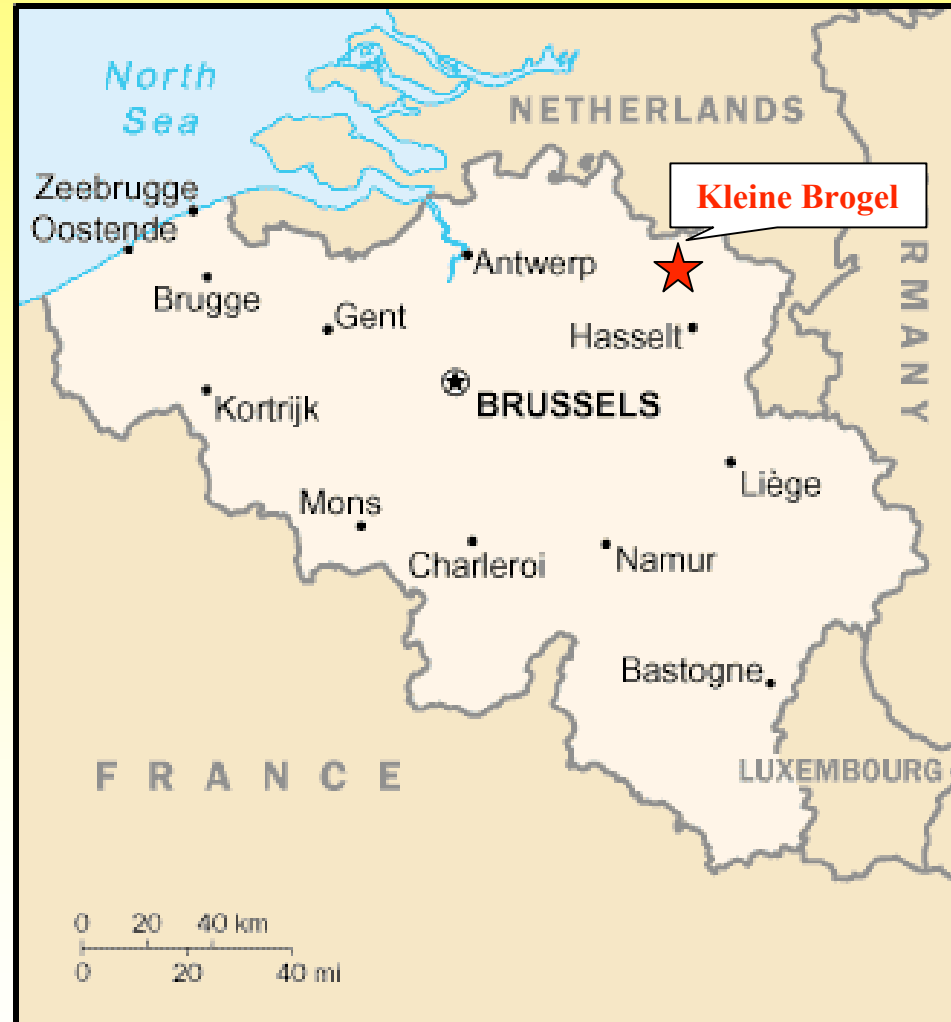 North
Sea
NETHERLANDS
Zeebrugge
Kleine Brogel
Oostende
Antwerp
RMANY
Brugge
Gent
Hasselt
Kortrijk
BRUSSELS
Liège
Mons
Charleroi
Namur
Bastogne
FRANCE
LUXEMBOURG
0 20 40 km
0 20 40 mi